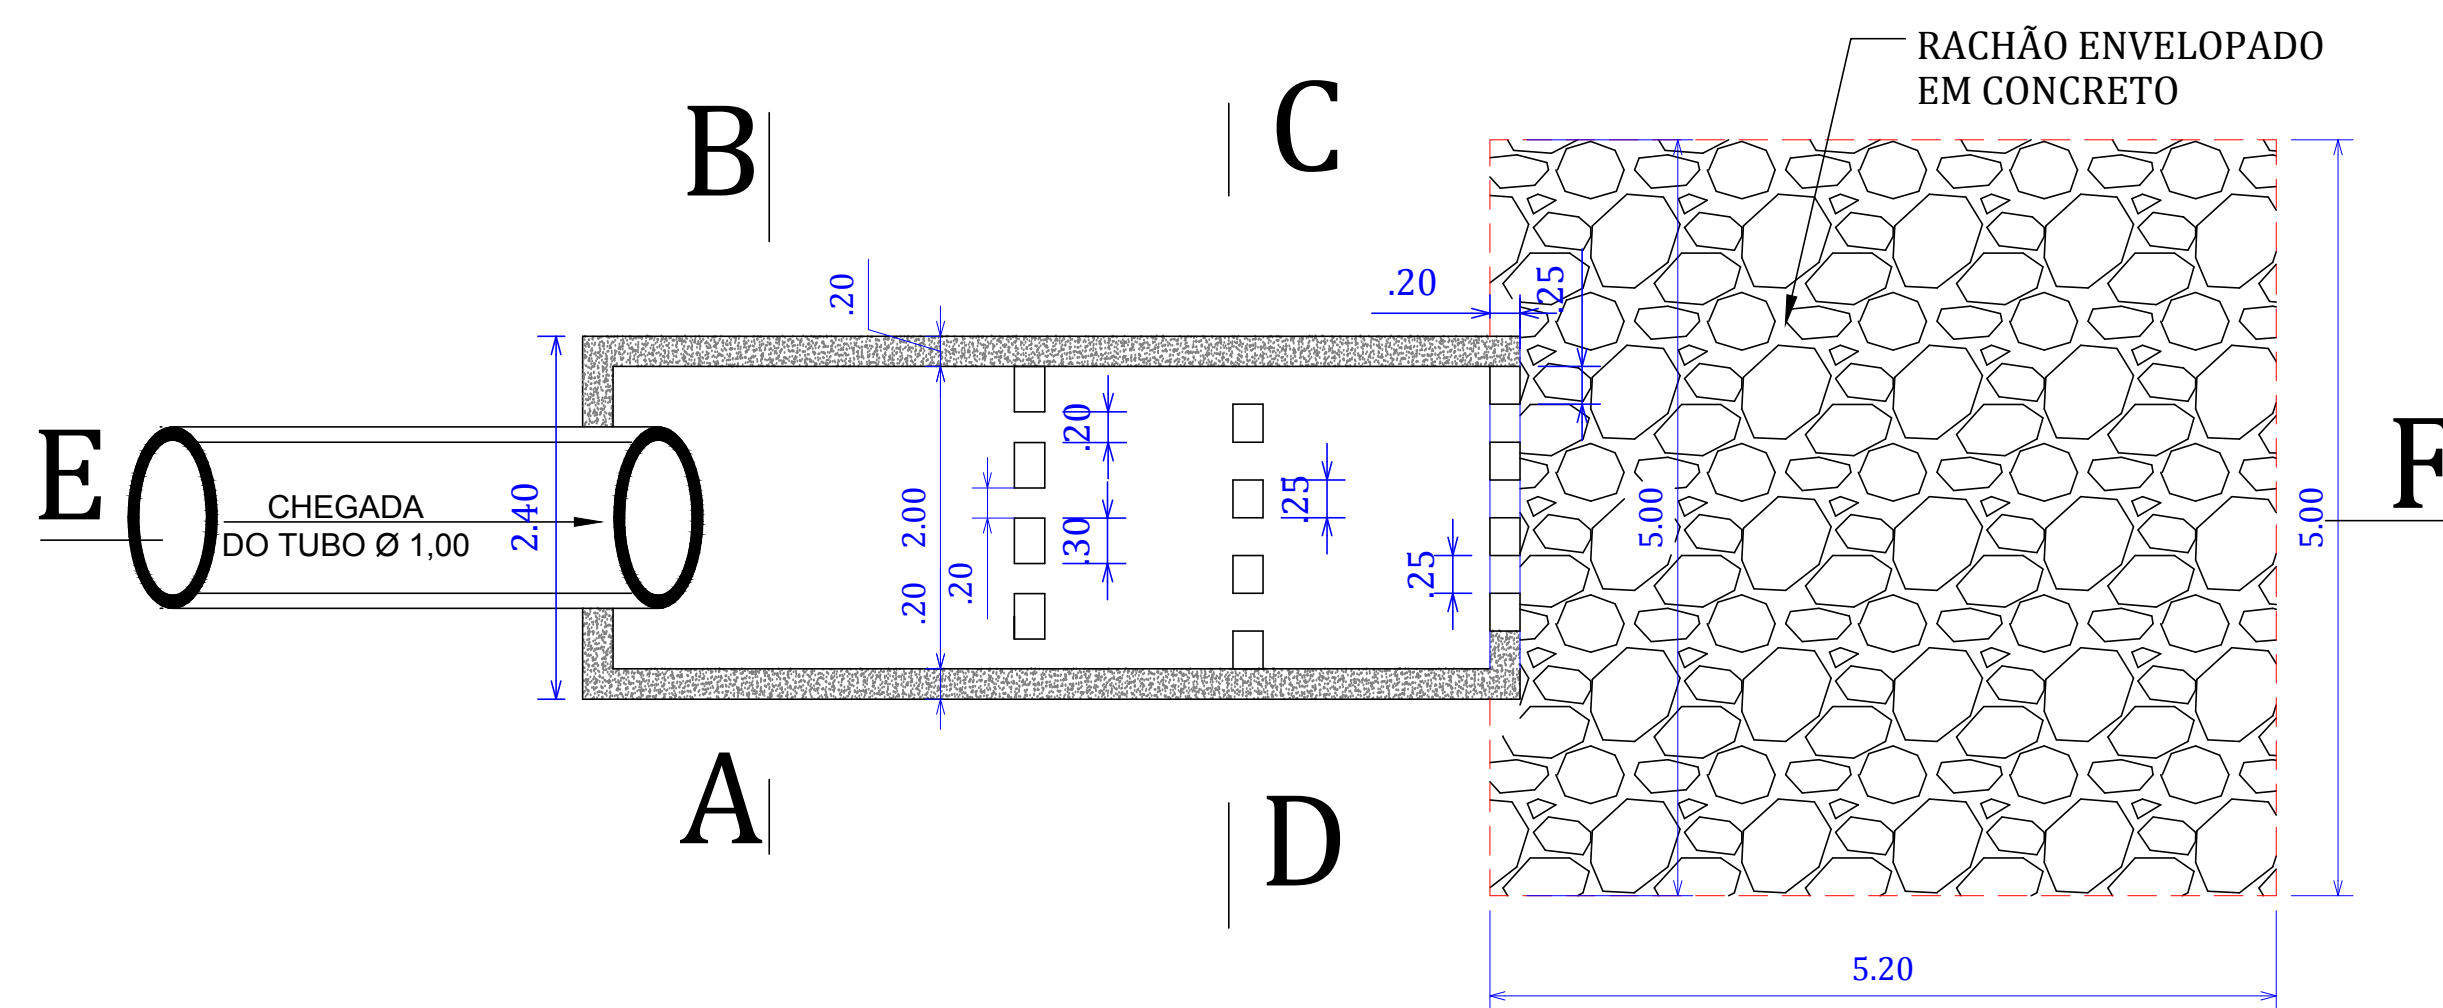 RACHÃO ENVELOPADO
EM CONCRETO
B
C
.20
.20
.25
E
CHEGADA
DO TUBO Ø 1,00
2.40
2.00
.20
.20
.20
.30
.25
.25
5.00
5.00
F
A
D
5.20